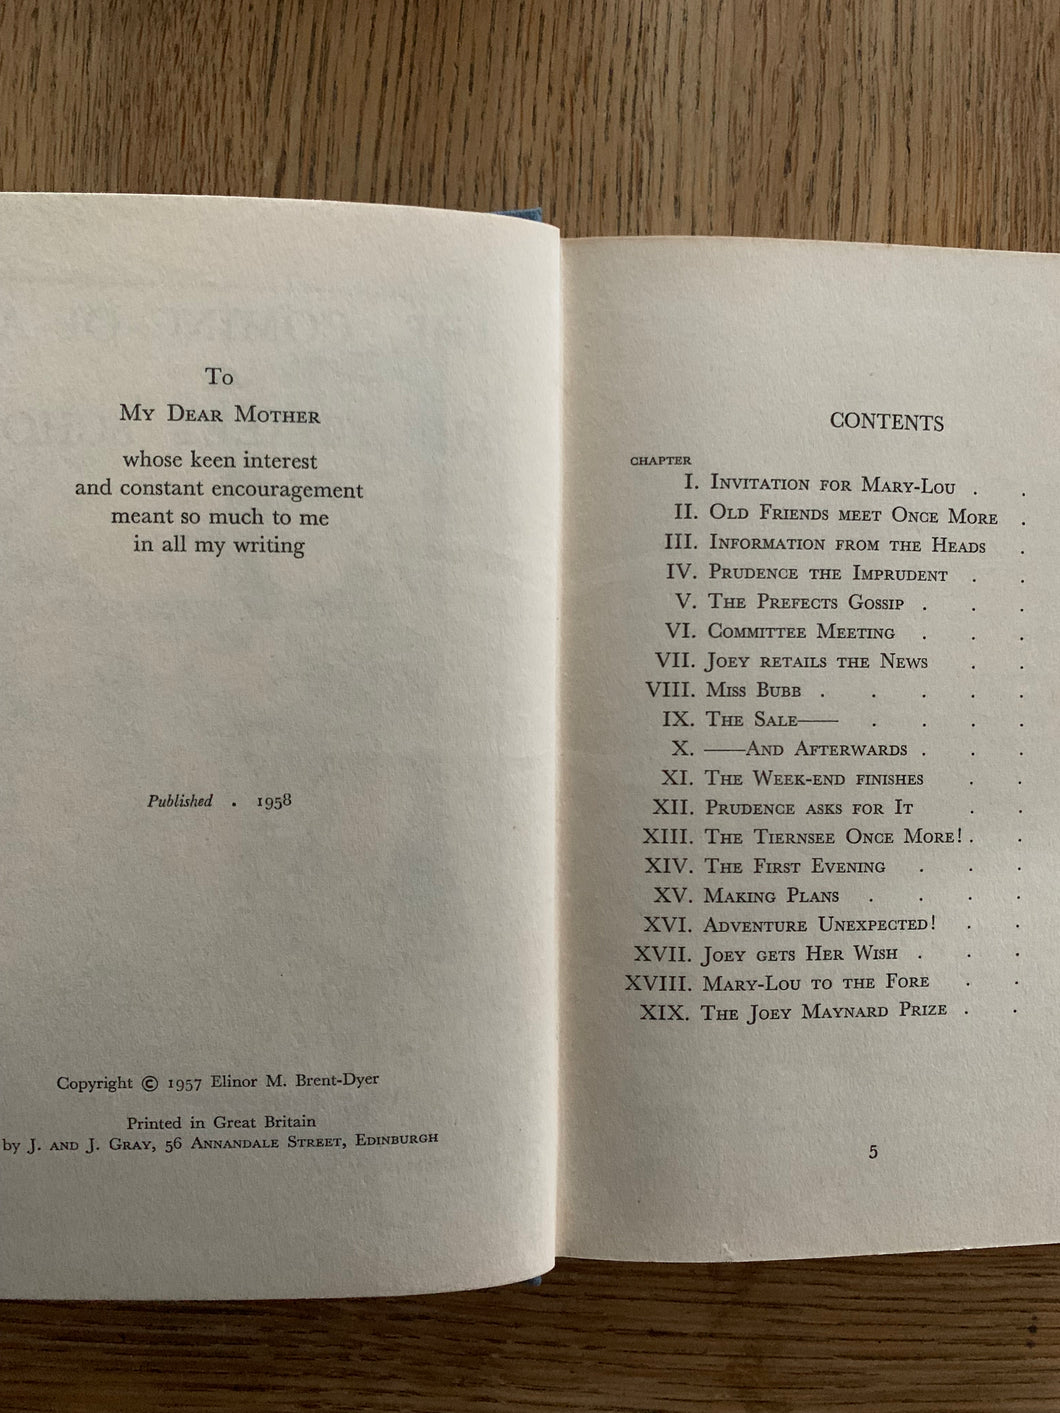 To
My Dear Mother
whose keen interest
and constant encouragement
meant so much to me
in all my writing
Published . 1958
Copyright © 1957 Elinor M. Brent-Dyer
Printed in Great Britain
by J. and J. Gray, 56 Annandale Street, Edinburgh
CONTENTS
CHAPTER
I. Invitation for Mary-Lou . .
II. Old Friends meet Once More .
III. Information from the Heads .
IV. Prudence the Imprudent . .
V. The Prefects Gossip . . .
VI. Committee Meeting . . .
VII. Joey retails the News . .
VIII. Miss Bubb . . . . .
IX. The Sale—— . . . .
X. ——And Afterwards . . .
XI. The Week-end finishes . .
XII. Prudence asks for It . .
XIII. The Tiernsee Once More! . .
XIV. The First Evening . . .
XV. Making Plans . . . .
XVI. Adventure Unexpected! . .
XVII. Joey gets Her Wish . . .
XVIII. Mary-Lou to the Fore . .
XIX. The Joey Maynard Prize . .
5